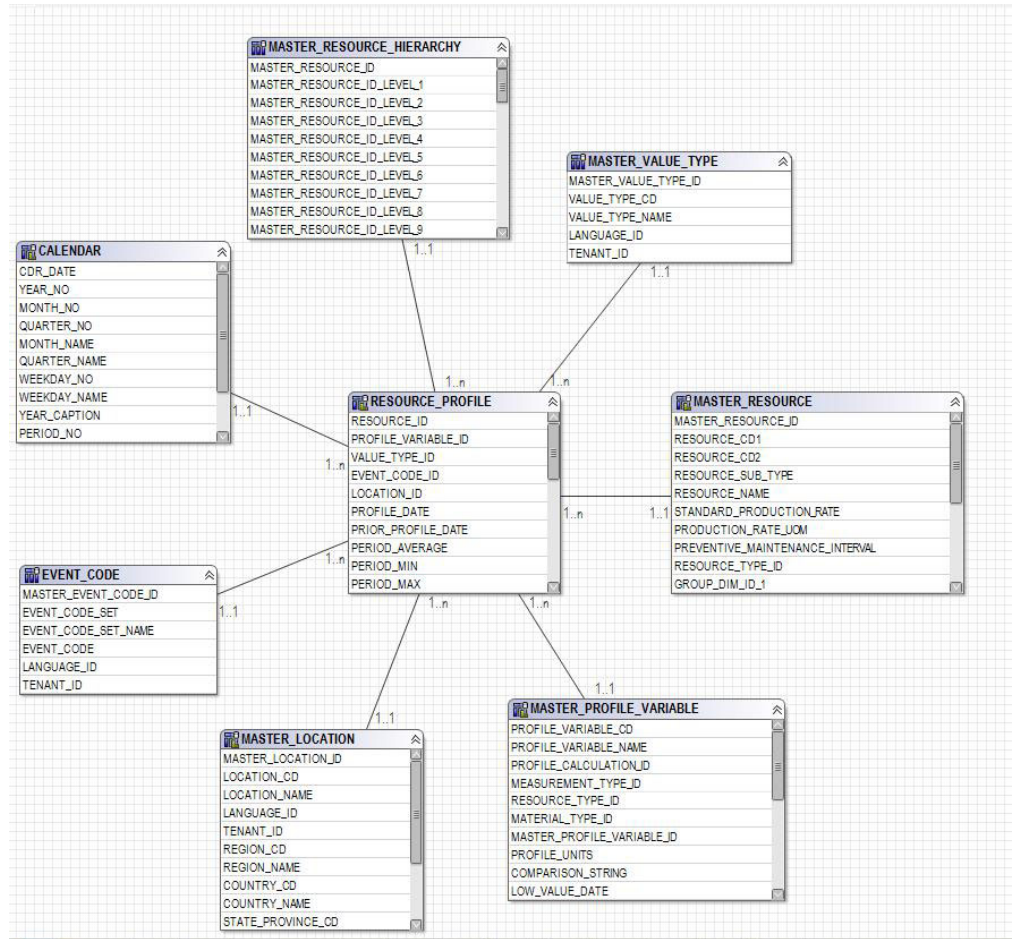 MASTER_RESOURCE_HIERARCHY
MASTER_RESOURCE_ID
MASTER_RESOURCE_ID_LEVEL_1
MASTER_RESOURCE_ID_LEVEL_2
MASTER_RESOURCE_ID_LEVEL_3
MASTER_RESOURCE_ID_LEVEL_4
MASTER_RESOURCE_ID_LEVEL_5
MASTER_RESOURCE_ID_LEVEL_6
MASTER_RESOURCE_ID_LEVEL_7
MASTER_RESOURCE_ID_LEVEL_8
MASTER_RESOURCE_ID_LEVEL_9
1..1
1..n
MASTER_VALUE_TYPE
MASTER_VALUE_TYPE_ID
VALUE_TYPE_CD
VALUE_TYPE_NAME
LANGUAGE_ID
TENANT_ID
1..1
1..n
CALENDAR
CDR_DATE
YEAR_NO
MONTH_NO
QUARTER_NO
MONTH_NAME
QUARTER_NAME
WEEKDAY_NO
WEEKDAY_NAME
YEAR_CAPTION
PERIOD_NO
1..1
1..n
RESOURCE_PROFILE
RESOURCE_ID
PROFILE_VARIABLE_ID
VALUE_TYPE_ID
EVENT_CODE_ID
LOCATION_ID
PROFILE_DATE
PRIOR_PROFILE_DATE
PERIOD_AVERAGE
PERIOD_MIN
PERIOD_MAX
1..n
1..1
MASTER_RESOURCE
MASTER_RESOURCE_ID
RESOURCE_CD1
RESOURCE_CD2
RESOURCE_SUB_TYPE
RESOURCE_NAME
STANDARD_PRODUCTION_RATE
PRODUCTION_RATE_UOM
PREVENTIVE_MAINTENANCE_INTERVAL
RESOURCE_TYPE_ID
GROUP_DIM_ID_1
EVENT_CODE
MASTER_EVENT_CODE_ID
EVENT_CODE_SET
EVENT_CODE_SET_NAME
EVENT_CODE
LANGUAGE_ID
TENANT_ID
1..n
1..1
1..n
1..1
MASTER_LOCATION
MASTER_LOCATION_ID
LOCATION_CD
LOCATION_NAME
LANGUAGE_ID
TENANT_ID
REGION_CD
REGION_NAME
COUNTRY_CD
COUNTRY_NAME
STATE_PROVINCE_CD
1..n
1..1
MASTER_PROFILE_VARIABLE
PROFILE_VARIABLE_CD
PROFILE_VARIABLE_NAME
PROFILE_CALCULATION_ID
MEASUREMENT_TYPE_ID
RESOURCE_TYPE_ID
MATERIAL_TYPE_ID
MASTER_PROFILE_VARIABLE_ID
PROFILE_UNITS
COMPARISON_STRING
LOW_VALUE_DATE